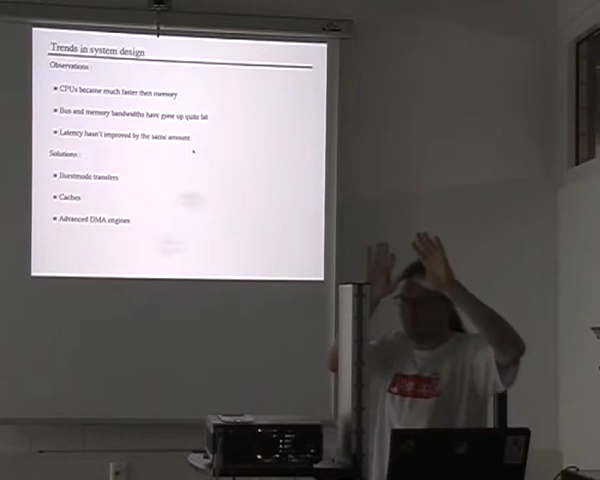 Trends in system design
Observations :
CPUs became much faster then memory
Bus and memory bandwidths have gone up quite fair
Latency hasn't improved by the same amount
Solutions :
Burstmode transfers
Caches
Advanced DMA engines